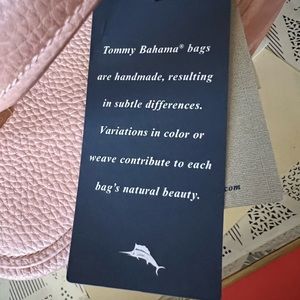 Tommy Bahama® bags
are handmade, resulting
in subtle differences.
Variations in color or
weave contribute to each
bag's natural beauty.
.com